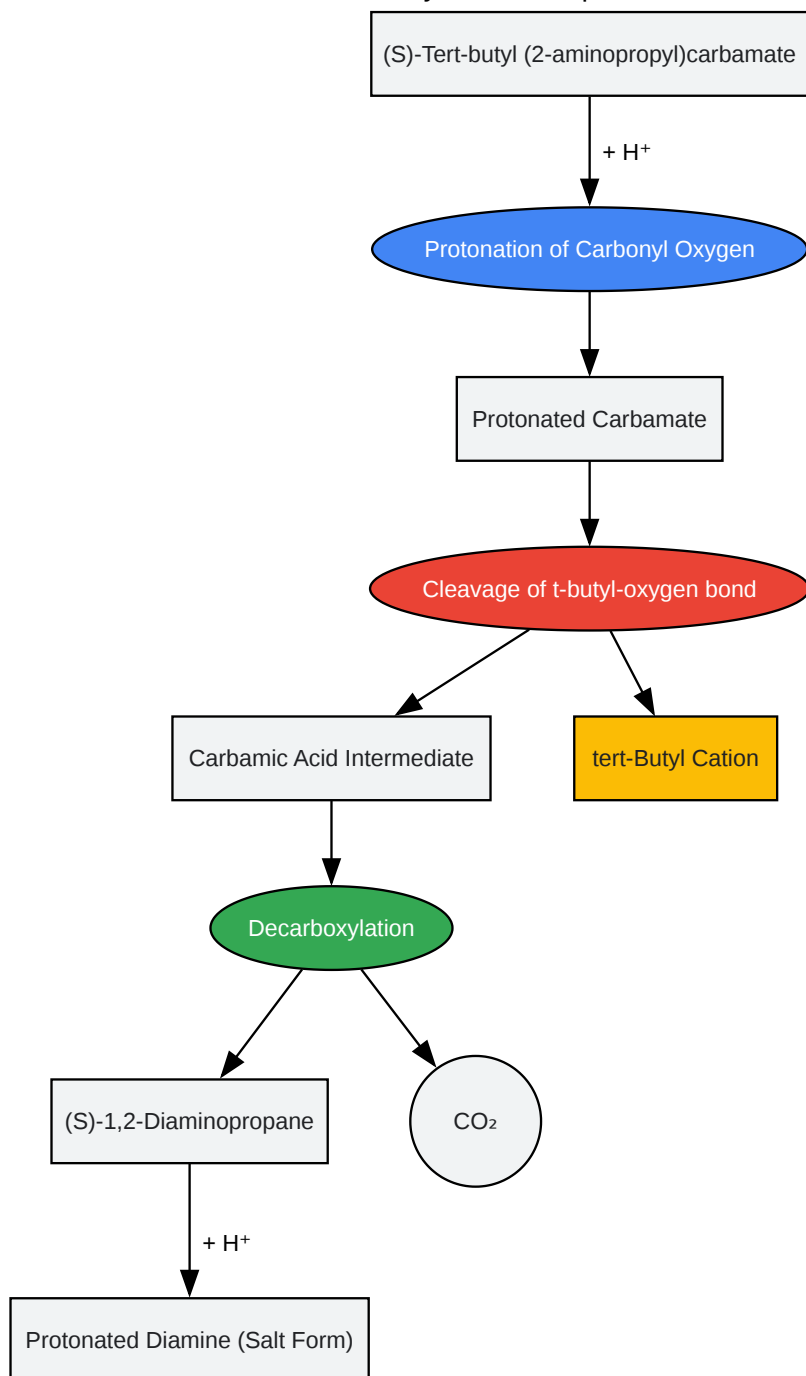 (S)-Tert-butyl (2-aminopropyl)carbamate
+ H⁺
Protonation of Carbonyl Oxygen
Protonated Carbamate
Cleavage of t-butyl-oxygen bond
Carbamic Acid Intermediate
tert-Butyl Cation
Decarboxylation
(S)-1,2-Diaminopropane
CO₂
+ H⁺
Protonated Diamine (Salt Form)